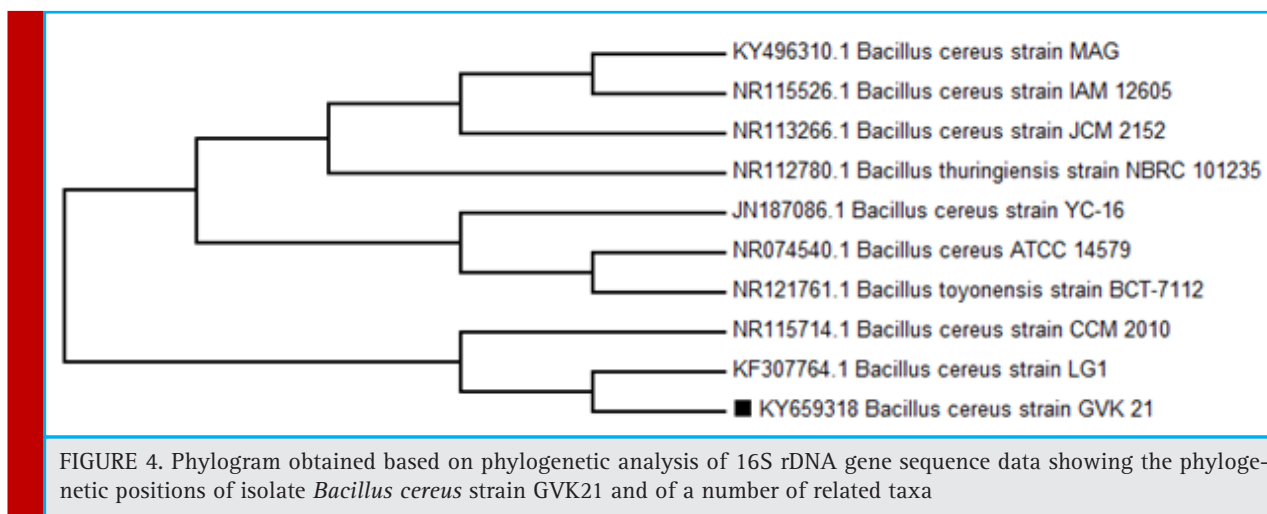 KY496310.1 Bacillus cereus strain MAG
NR115526.1 Bacillus cereus strain IAM 12605
NR113266.1 Bacillus cereus strain JCM 2152
NR112780.1 Bacillus thuringiensis strain NBRC 101235
JN187086.1 Bacillus cereus strain YC-16
NR074540.1 Bacillus cereus ATCC 14579
NR121761.1 Bacillus toyonensis strain BCT-7112
NR115714.1 Bacillus cereus strain CCM 2010
KF307764.1 Bacillus cereus strain LG1
KY659318 Bacillus cereus strain GVK 21
FIGURE 4. Phylogram obtained based on phylogenetic analysis of 16S rDNA gene sequence data showing the phyloge-
netic positions of isolate Bacillus cereus strain GVK21 and of a number of related taxa